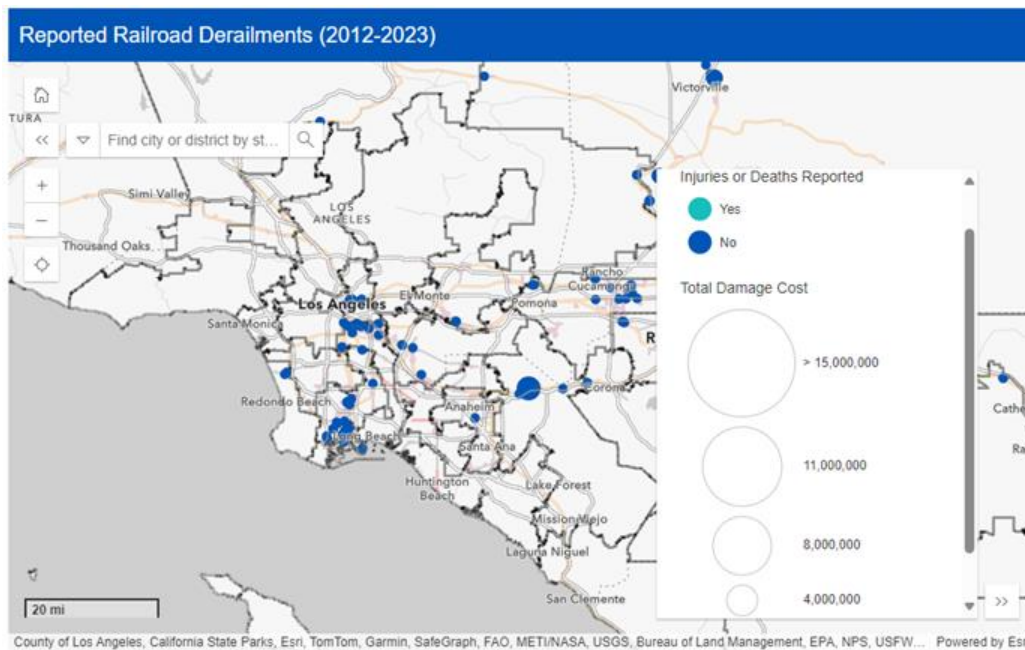 Reported Railroad Derailments (2012-2023)
Victorville
TURA
Find city or district by st...
Simi Valley
LOS
ANGELES
Thousand Oaks
Injuries or Deaths Reported
Yes
No
Total Damage Cost
> 15,000,000
11,000,000
8,000,000
4,000,000
Rancho
Cucamonga
El Monte
Pomona
Los Angeles
Santa Monica
R
Corona
Redondo Beach
Anaheim
Long Beach
Santa Ana
Huntington
Beach
Lake Forest
Mission Viejo
Laguna Niguel
San Clemente
Cathe
Ra
20 mi
County of Los Angeles, California State Parks, Esri, TomTom, Garmin, SafeGraph, FAO, METI/NASA, USGS, Bureau of Land Management, EPA, NPS, USFW... Powered by Esri